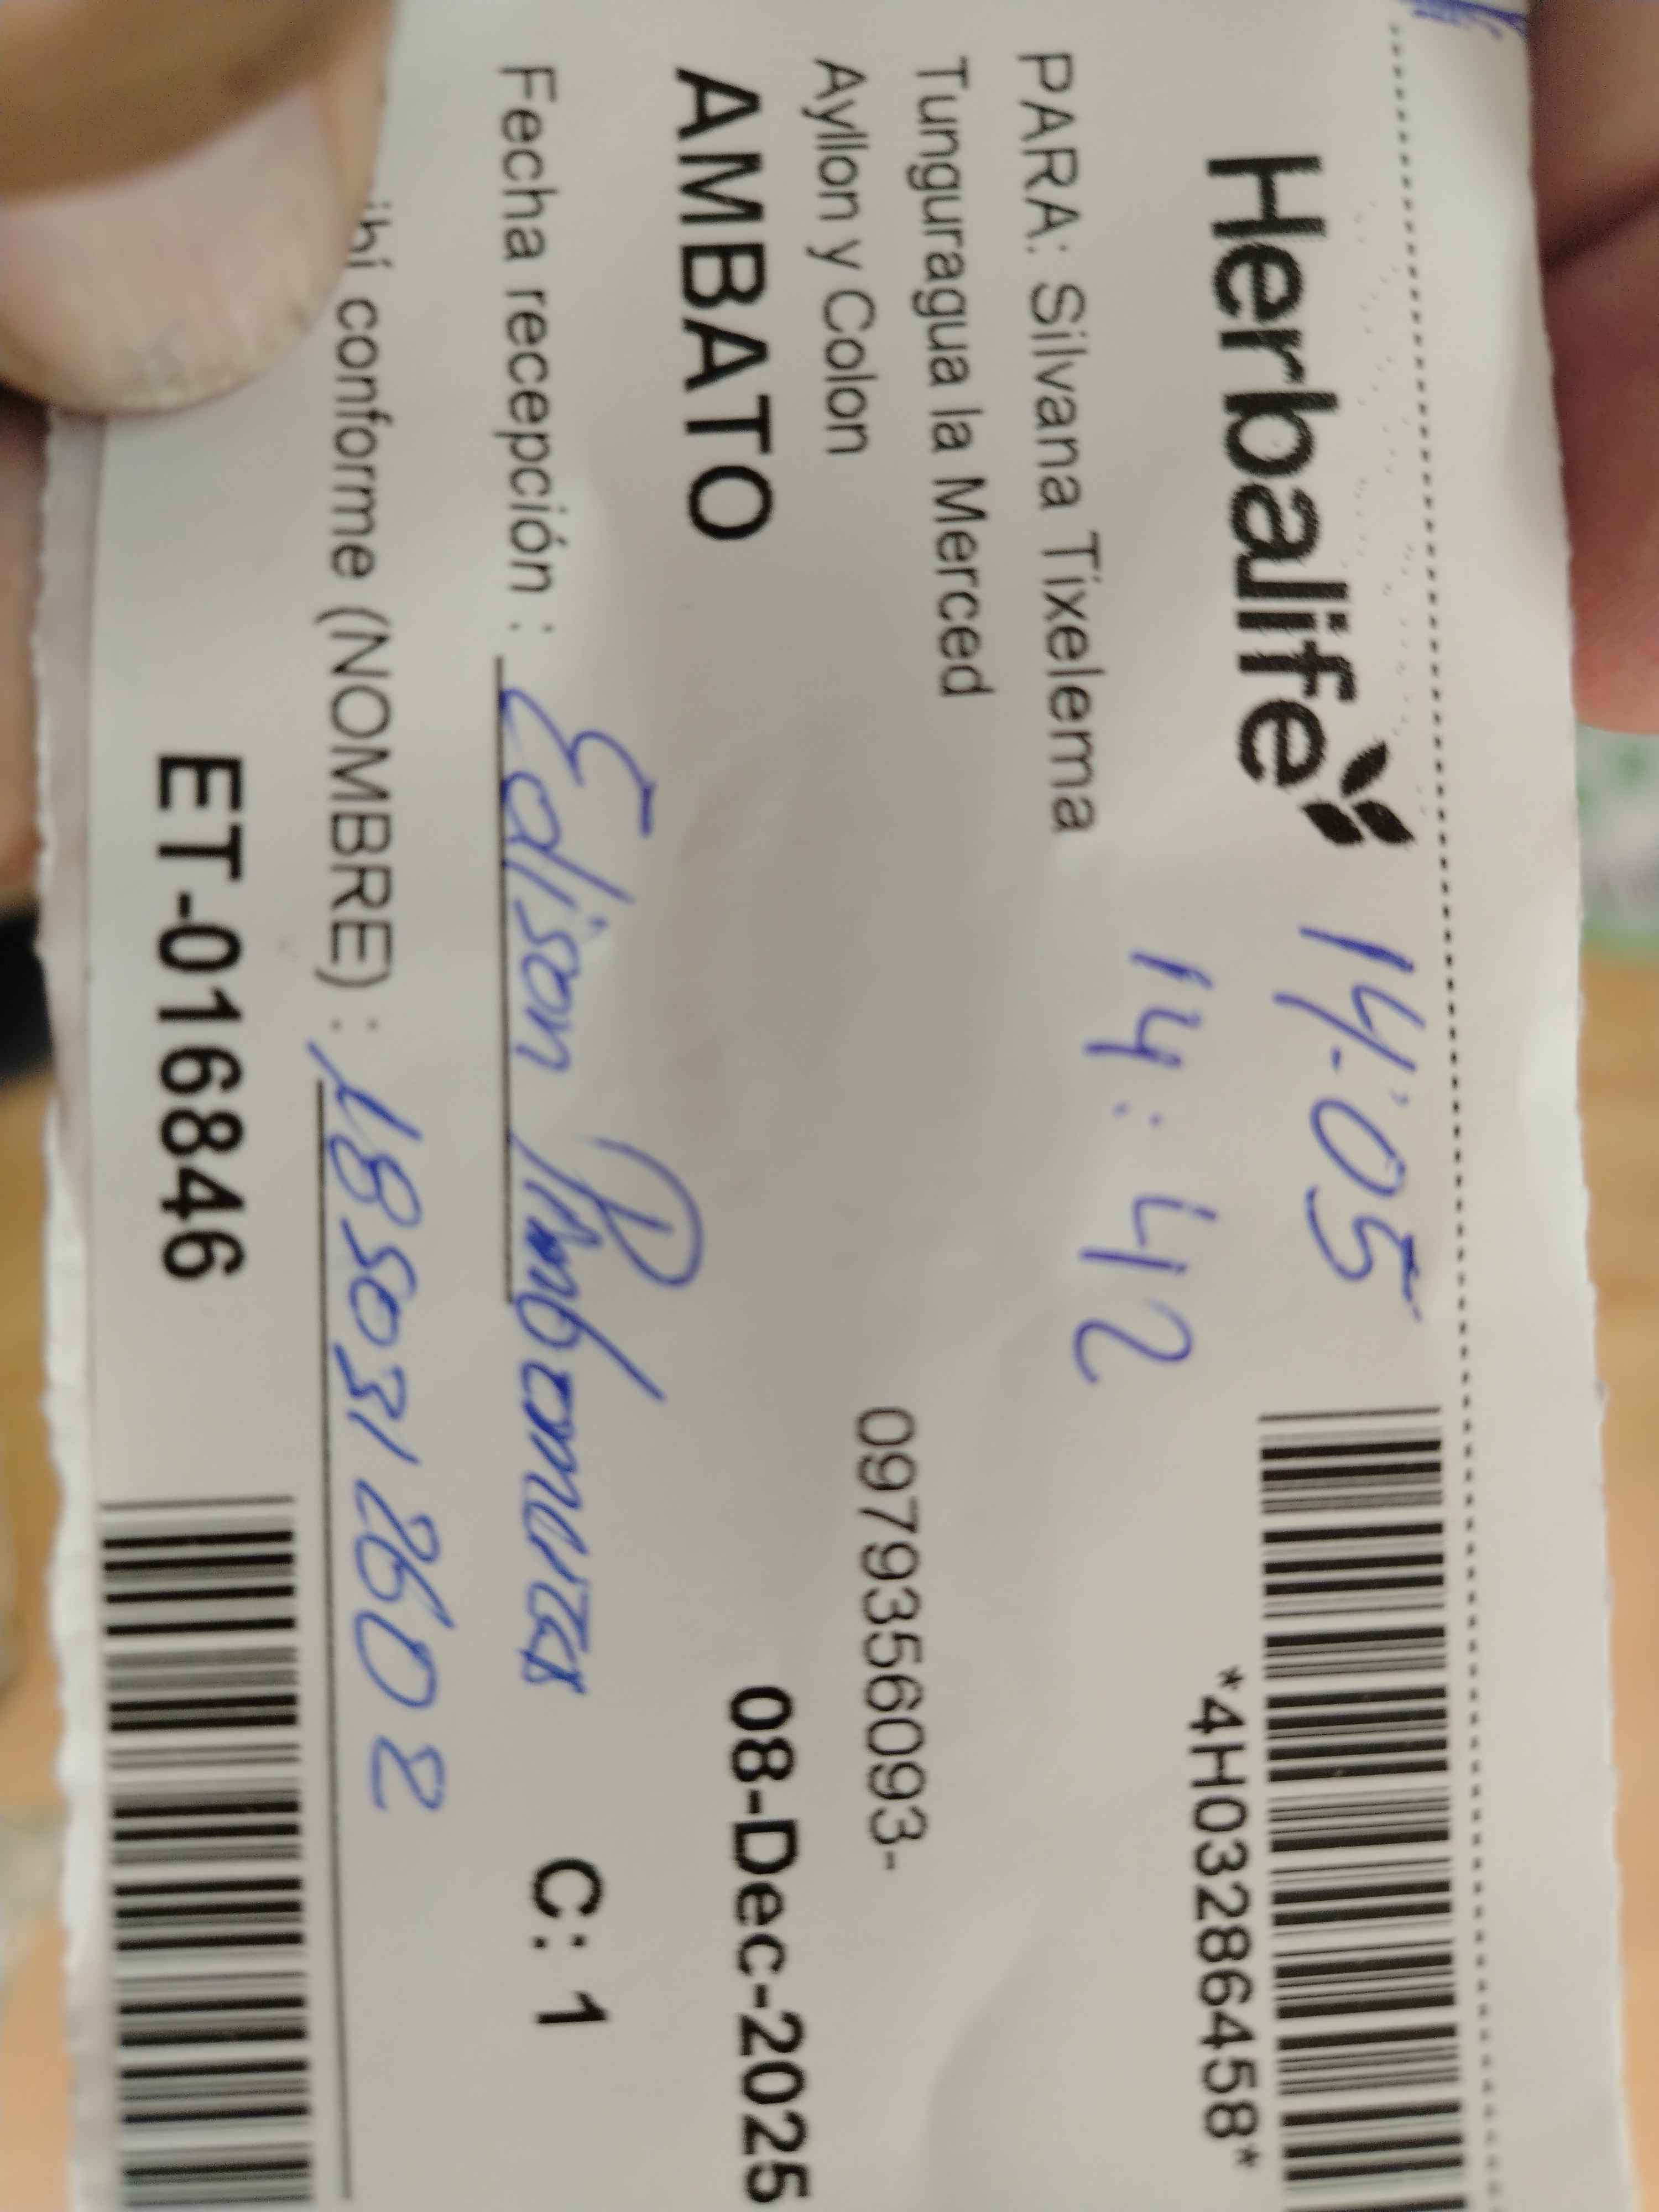 Herbalife 14:05
*4H03286458*
PARA: Silvana Tixelema 14:42
Tunguragua la Merced
Ayllon y Colon 0979356093-
AMBATO 08-Dec-2025
Fecha recepción : Edison C: 1
ibí conforme (NOMBRE) : 1850312602
ET-016846